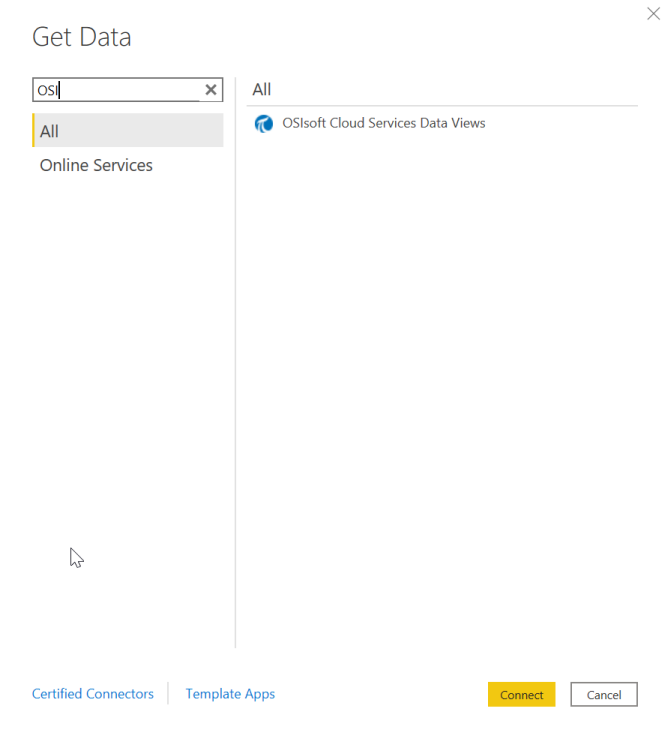 Get Data
OSI
All
Online Services
All
OSIsoft Cloud Services Data Views
Certified Connectors
Template Apps
Connect
Cancel